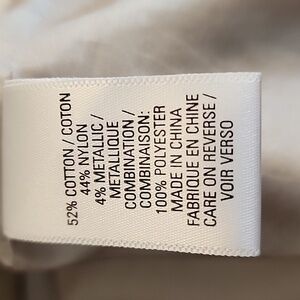 52% COTTON / COTON
44% NYLON
4% METALLIC /
METALLIQUE
COMBINATION /
COMBINAISON:
100% POLYESTER
MADE IN CHINA
FABRIQUE EN CHINE
CARE ON REVERSE /
VOIR VERSO